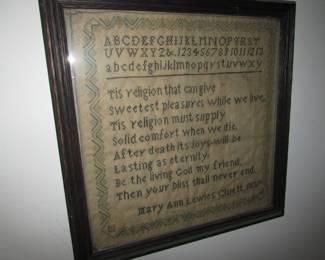 ABCDEFGHIJKLMNOPQRST
UVWXYZ&.12345678910111213
abcdefghijklmnopqrstuvwxy
Tis religion that can give
Sweetest pleasures while we live,
Tis religion must supply
Solid comfort when we die.
After death its joys will be
Lasting as eternity.
Be the living God my friend,
Then your bliss shall never end.
Mary Ann Lewies